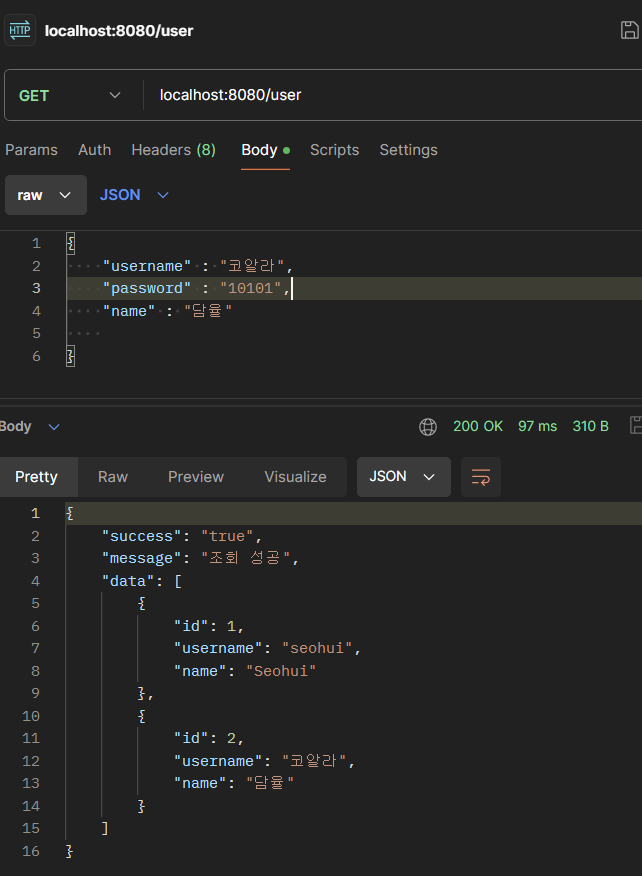 HTTP localhost:8080/user
GET localhost:8080/user
Params Auth Headers (8) Body Scripts Settings
raw JSON
1 {
2 "username" : "코알라",
3 "password" : "10101",
4 "name" : "담율"
5
6 }
Body 200 OK 97 ms 310 B
Pretty Raw Preview Visualize JSON
1 {
2 "success": "true",
3 "message": "조회 성공",
4 "data": [
5 {
6 "id": 1,
7 "username": "seohui",
8 "name": "Seohui"
9 },
10 {
11 "id": 2,
12 "username": "코알라",
13 "name": "담율"
14 }
15 ]
16 }